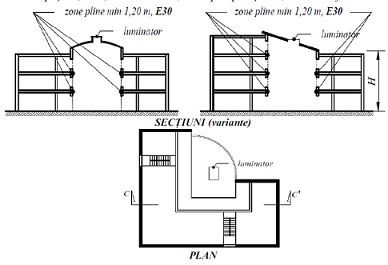 zone pline min 1,20 m, E30
zone pline min 1,20 m, E30
luminator
luminator
H
SECȚIUNI (variante)
luminator
C
C'
PLAN